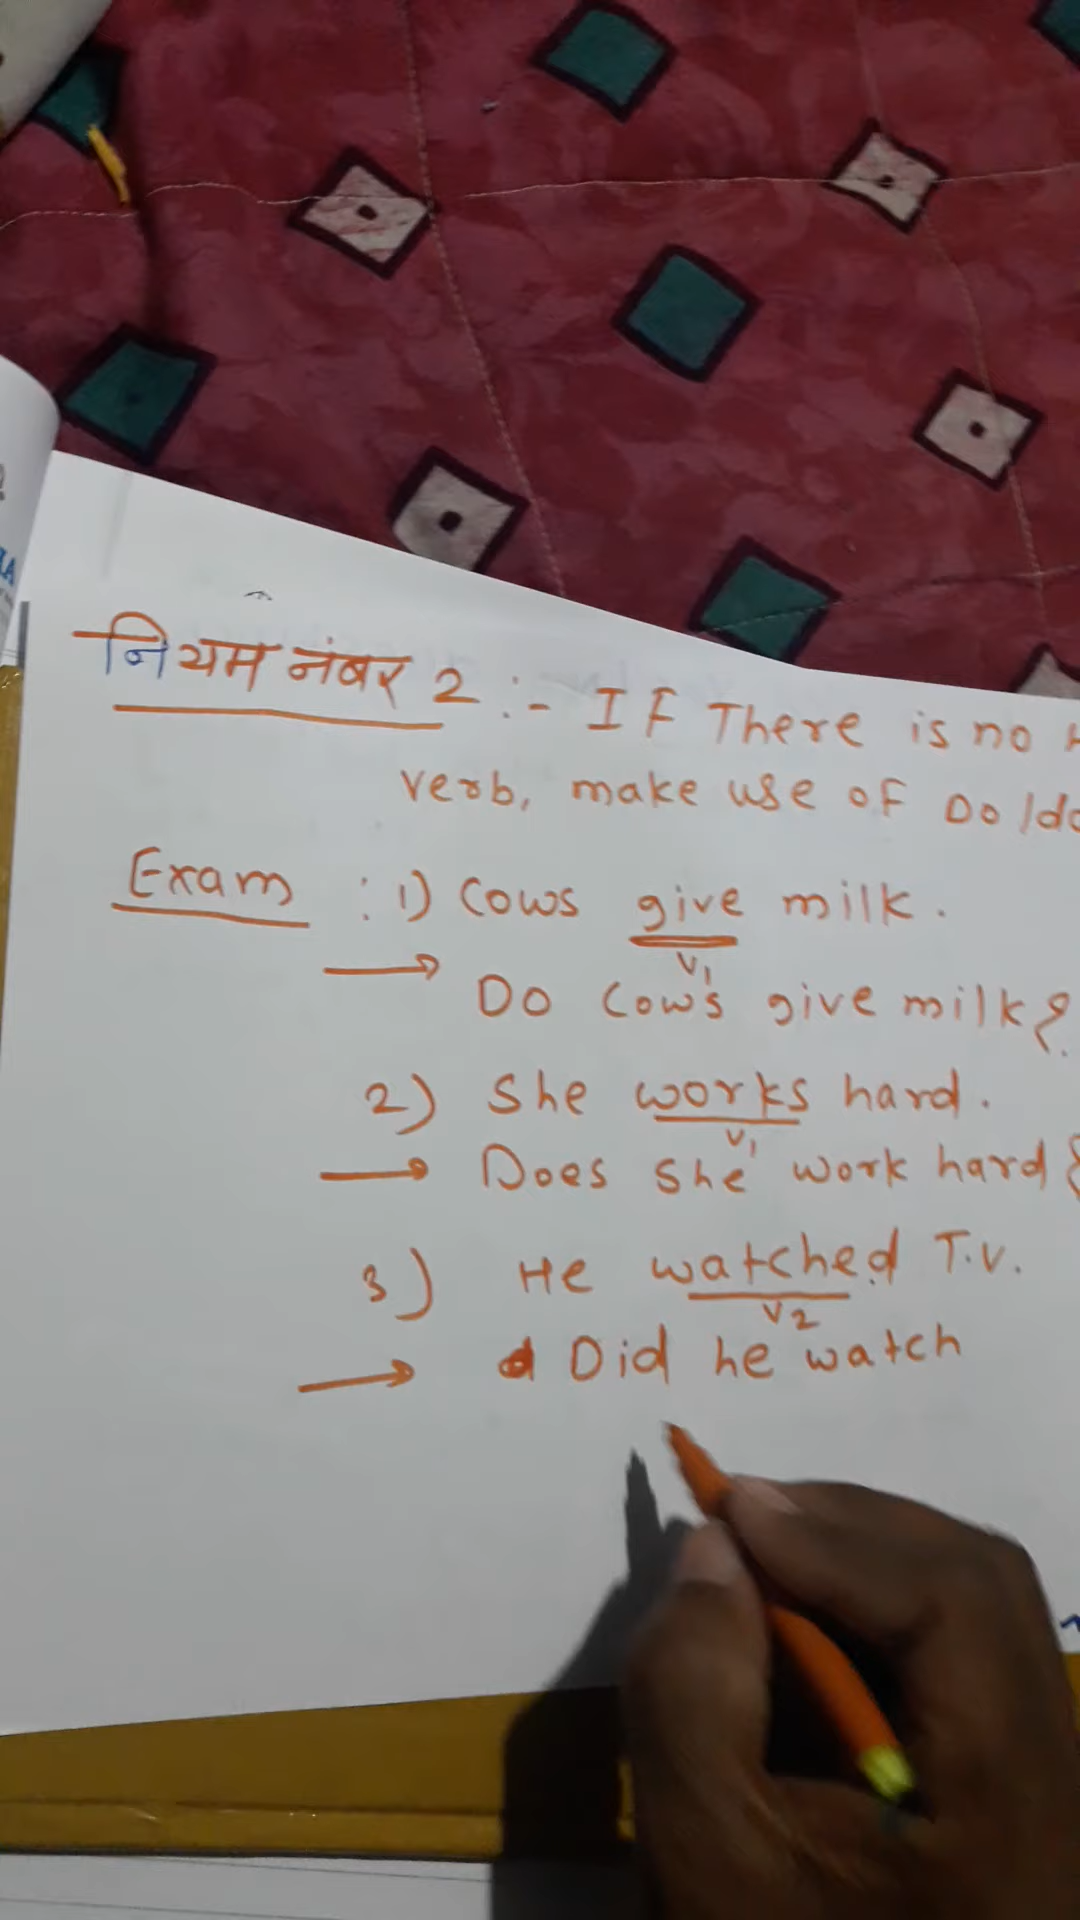 नियम नंबर 2 :- IF There is no
verb, make use of Do/do
Exam : 1) Cows give milk.
V1
→ Do Cows give milk?
2) She works hard.
V1
→ Does she work hard?
3) He watched T.V.
V2
→ Did he watch